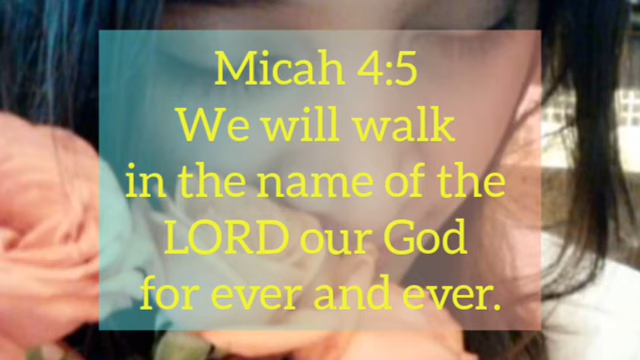 Micah 4:5
We will walk
in the name of the
LORD our God
for ever and ever.